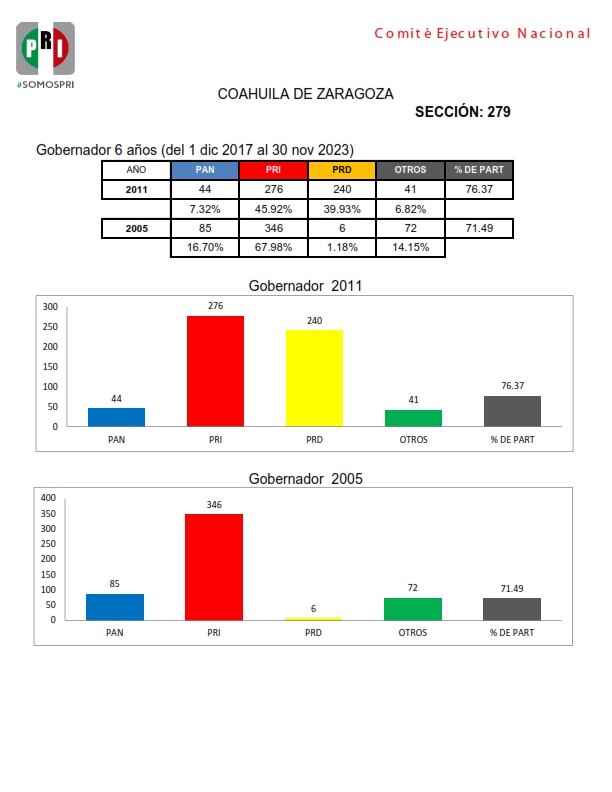 PRI
#SOMOSPRI
Comité Ejecutivo Nacional
COAHUILA DE ZARAGOZA
SECCIÓN: 279
Gobernador 6 años (del 1 dic 2017 al 30 nov 2023)
AÑO PAN PRI PRD OTROS % DE PART
2011 44 276 240 41 76.37
7.32% 45.92% 39.93% 6.82%
2005 85 346 6 72 71.49
16.70% 67.98% 1.18% 14.15%
Gobernador 2011
300
250
200
150
100
50
0
44 276 240 41 76.37
PAN PRI PRD OTROS % DE PART
Gobernador 2005
400
350
300
250
200
150
100
50
0
85 346 6 72 71.49
PAN PRI PRD OTROS % DE PART